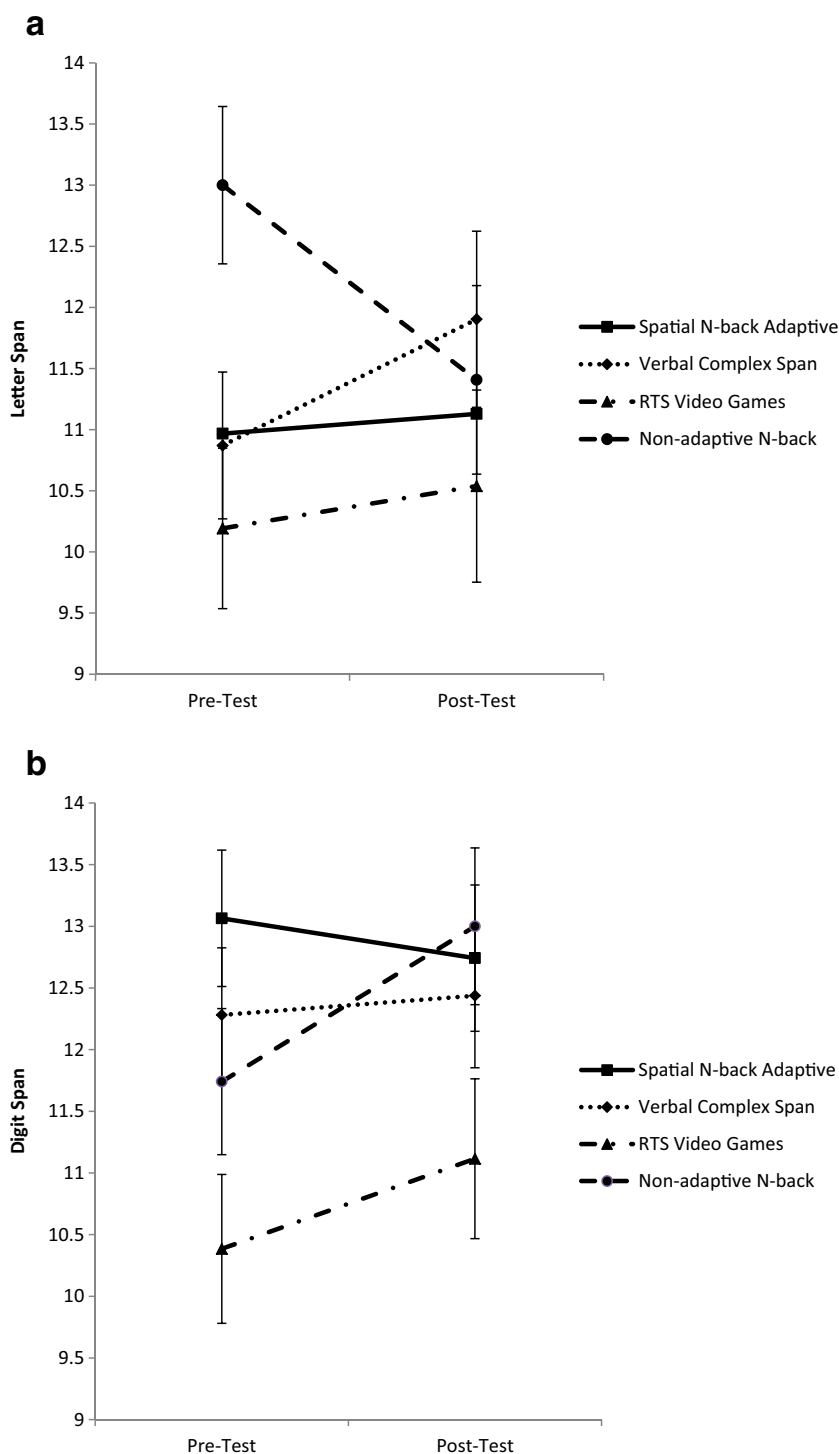 a
14
13.5
13
12.5
12
11.5
11
10.5
10
9.5
9
Letter Span
Pre-Test
Post-Test
Spatial N-back Adaptive
Verbal Complex Span
RTS Video Games
Non-adaptive N-back
b
14
13.5
13
12.5
12
11.5
11
10.5
10
9.5
9
Digit Span
Pre-Test
Post-Test
Spatial N-back Adaptive
Verbal Complex Span
RTS Video Games
Non-adaptive N-back